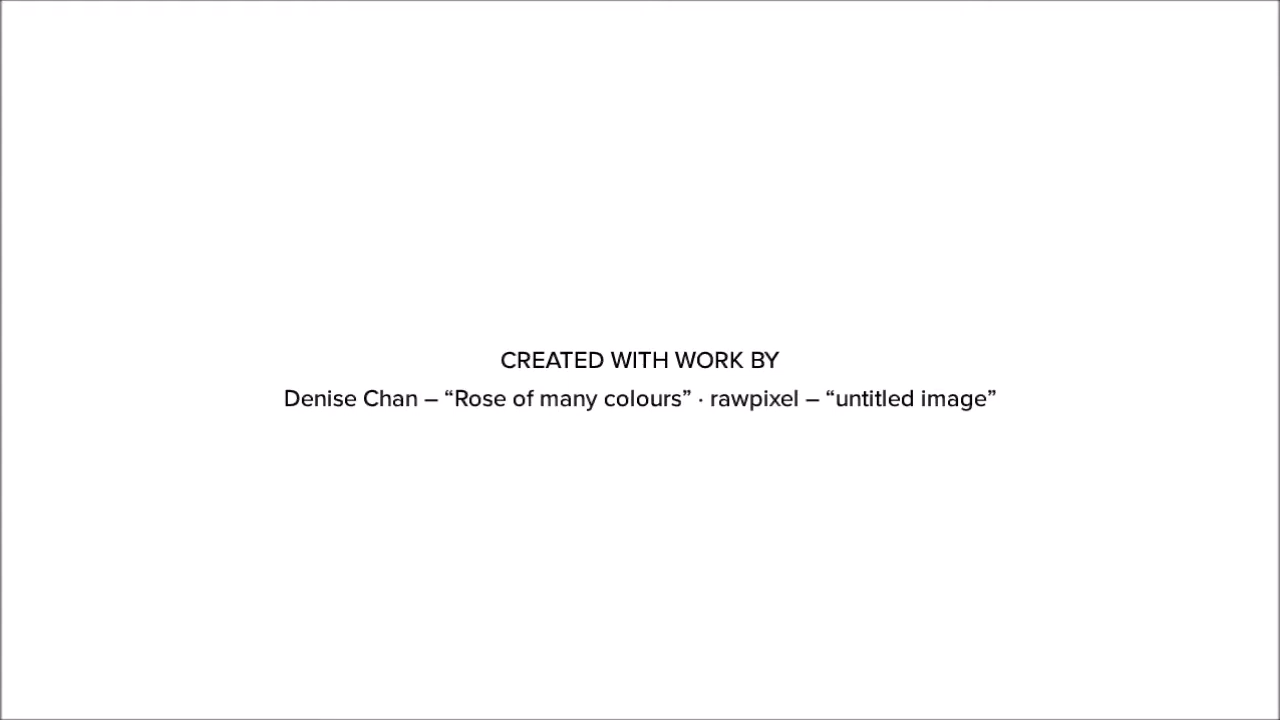 CREATED WITH WORK BY
Denise Chan – “Rose of many colours” · rawpixel – “untitled image”